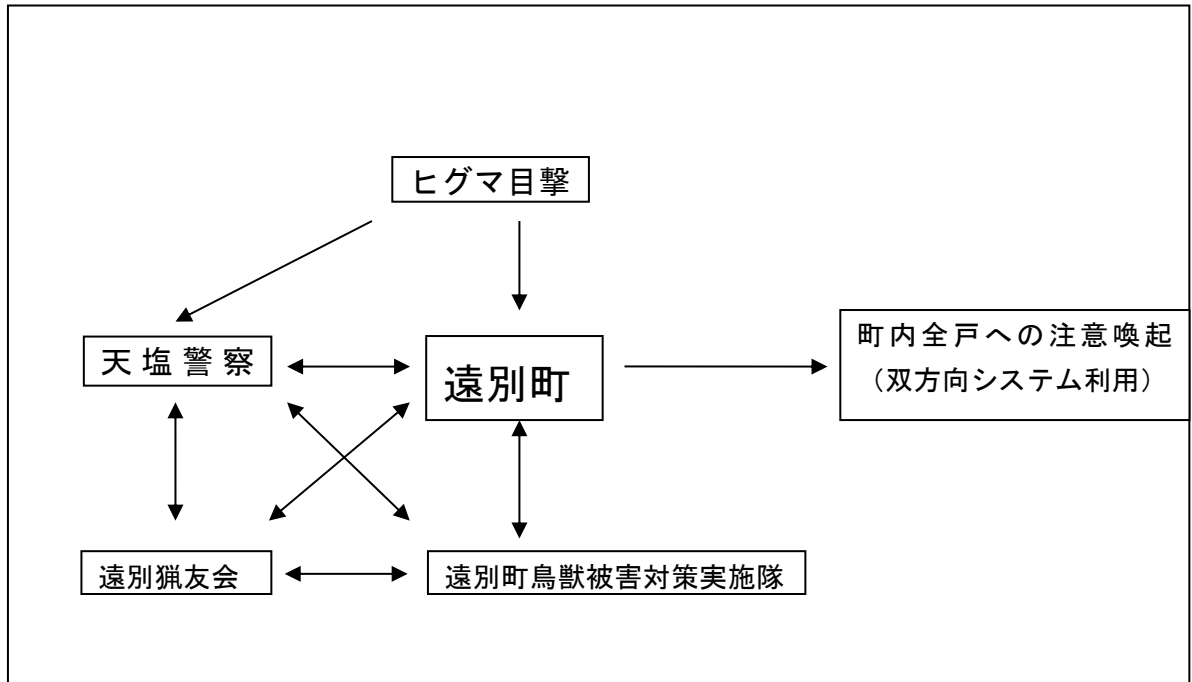 ヒグマ目撃
天塩警察
遠別町
町内全戸への注意喚起
（双方向システム利用）
遠別猟友会
遠別町鳥獣被害対策実施隊